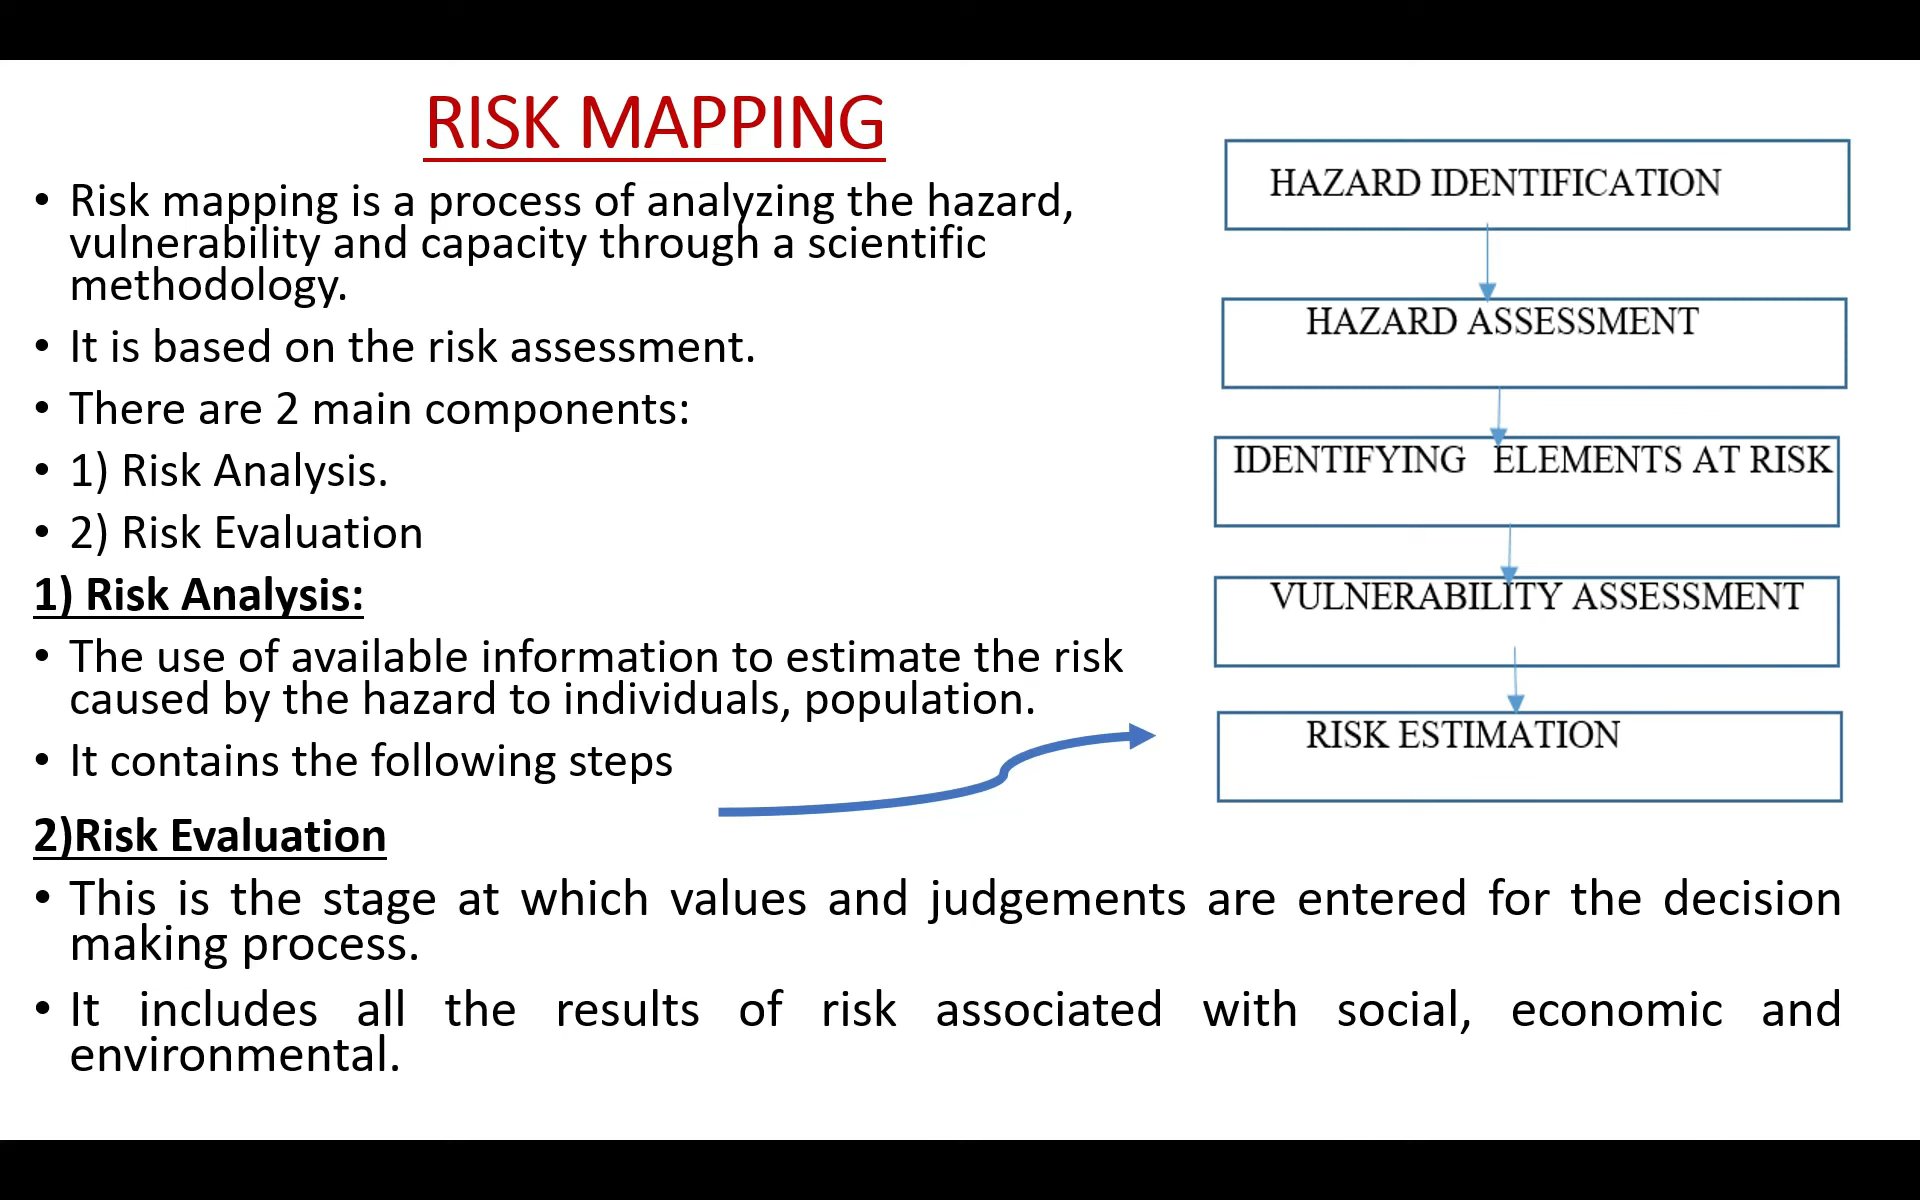 RISK MAPPING
• Risk mapping is a process of analyzing the hazard,
vulnerability and capacity through a scientific
methodology.
• It is based on the risk assessment.
• There are 2 main components:
• 1) Risk Analysis.
• 2) Risk Evaluation
1) Risk Analysis:
• The use of available information to estimate the risk
caused by the hazard to individuals, population.
• It contains the following steps
2)Risk Evaluation
• This is the stage at which values and judgements are entered for the decision
making process.
• It includes all the results of risk associated with social, economic and
environmental.
HAZARD IDENTIFICATION
HAZARD ASSESSMENT
IDENTIFYING ELEMENTS AT RISK
VULNERABILITY ASSESSMENT
RISK ESTIMATION